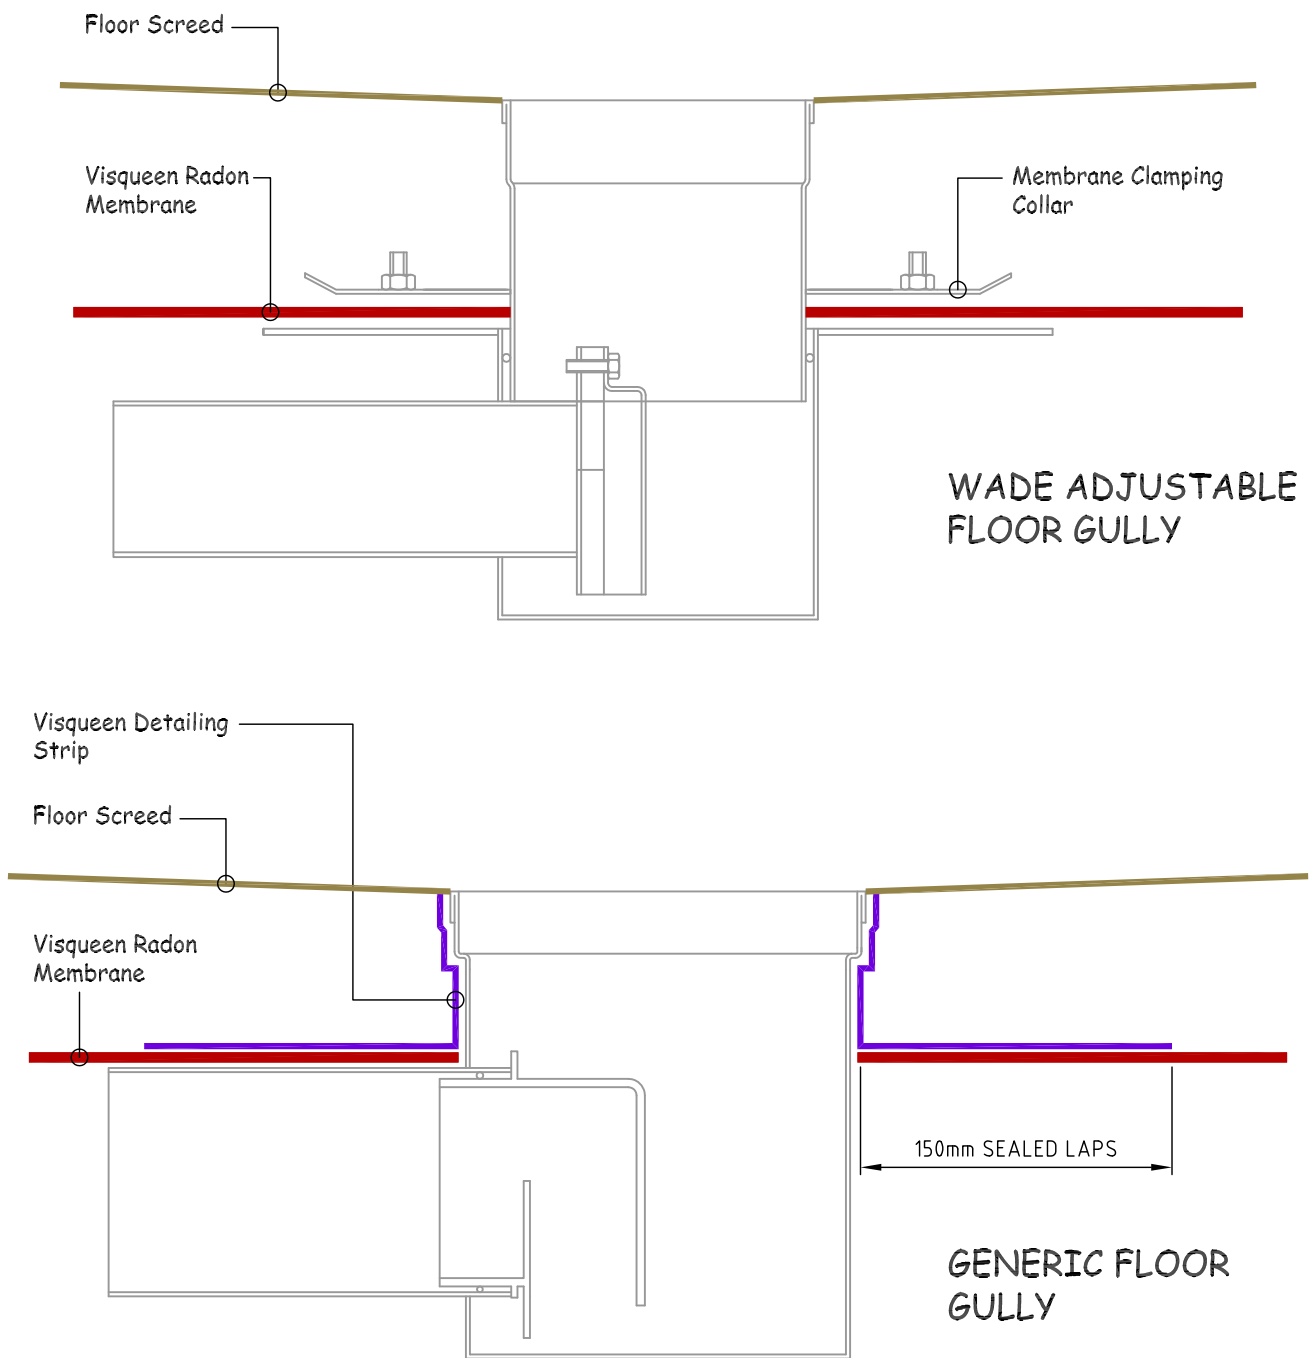 Floor Screed
Visqueen Radon
Membrane
Membrane Clamping
Collar
WADE ADJUSTABLE
FLOOR GULLY
Visqueen Detailing
Strip
Floor Screed
Visqueen Radon
Membrane
150mm SEALED LAPS
GENERIC FLOOR
GULLY